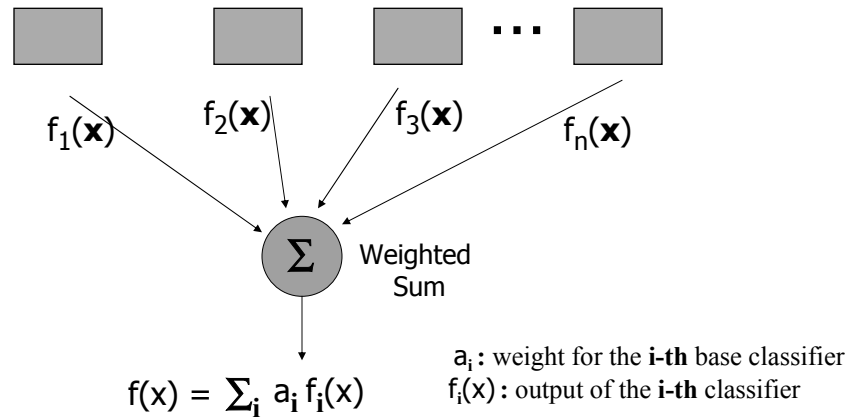 ...
f₁(x) f₂(x) f₃(x) fₙ(x)
Σ
Weighted
Sum
f(x) = Σᵢ aᵢ fᵢ(x)
aᵢ : weight for the i-th base classifier
fᵢ(x) : output of the i-th classifier